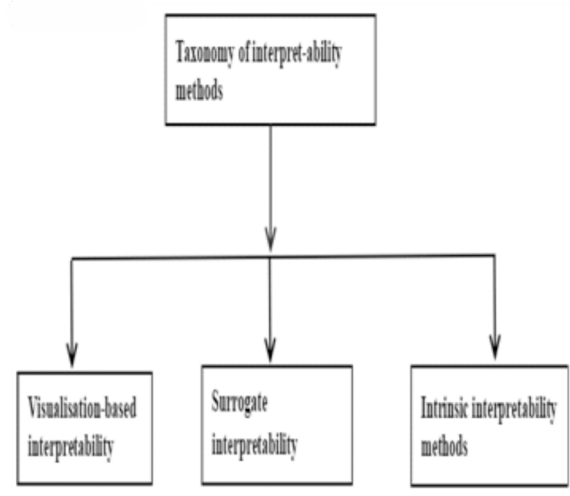 Taxonomy of interpret-ability
methods
Visualisation-based
interpretability
Surrogate
interpretability
Intrinsic interpretability
methods